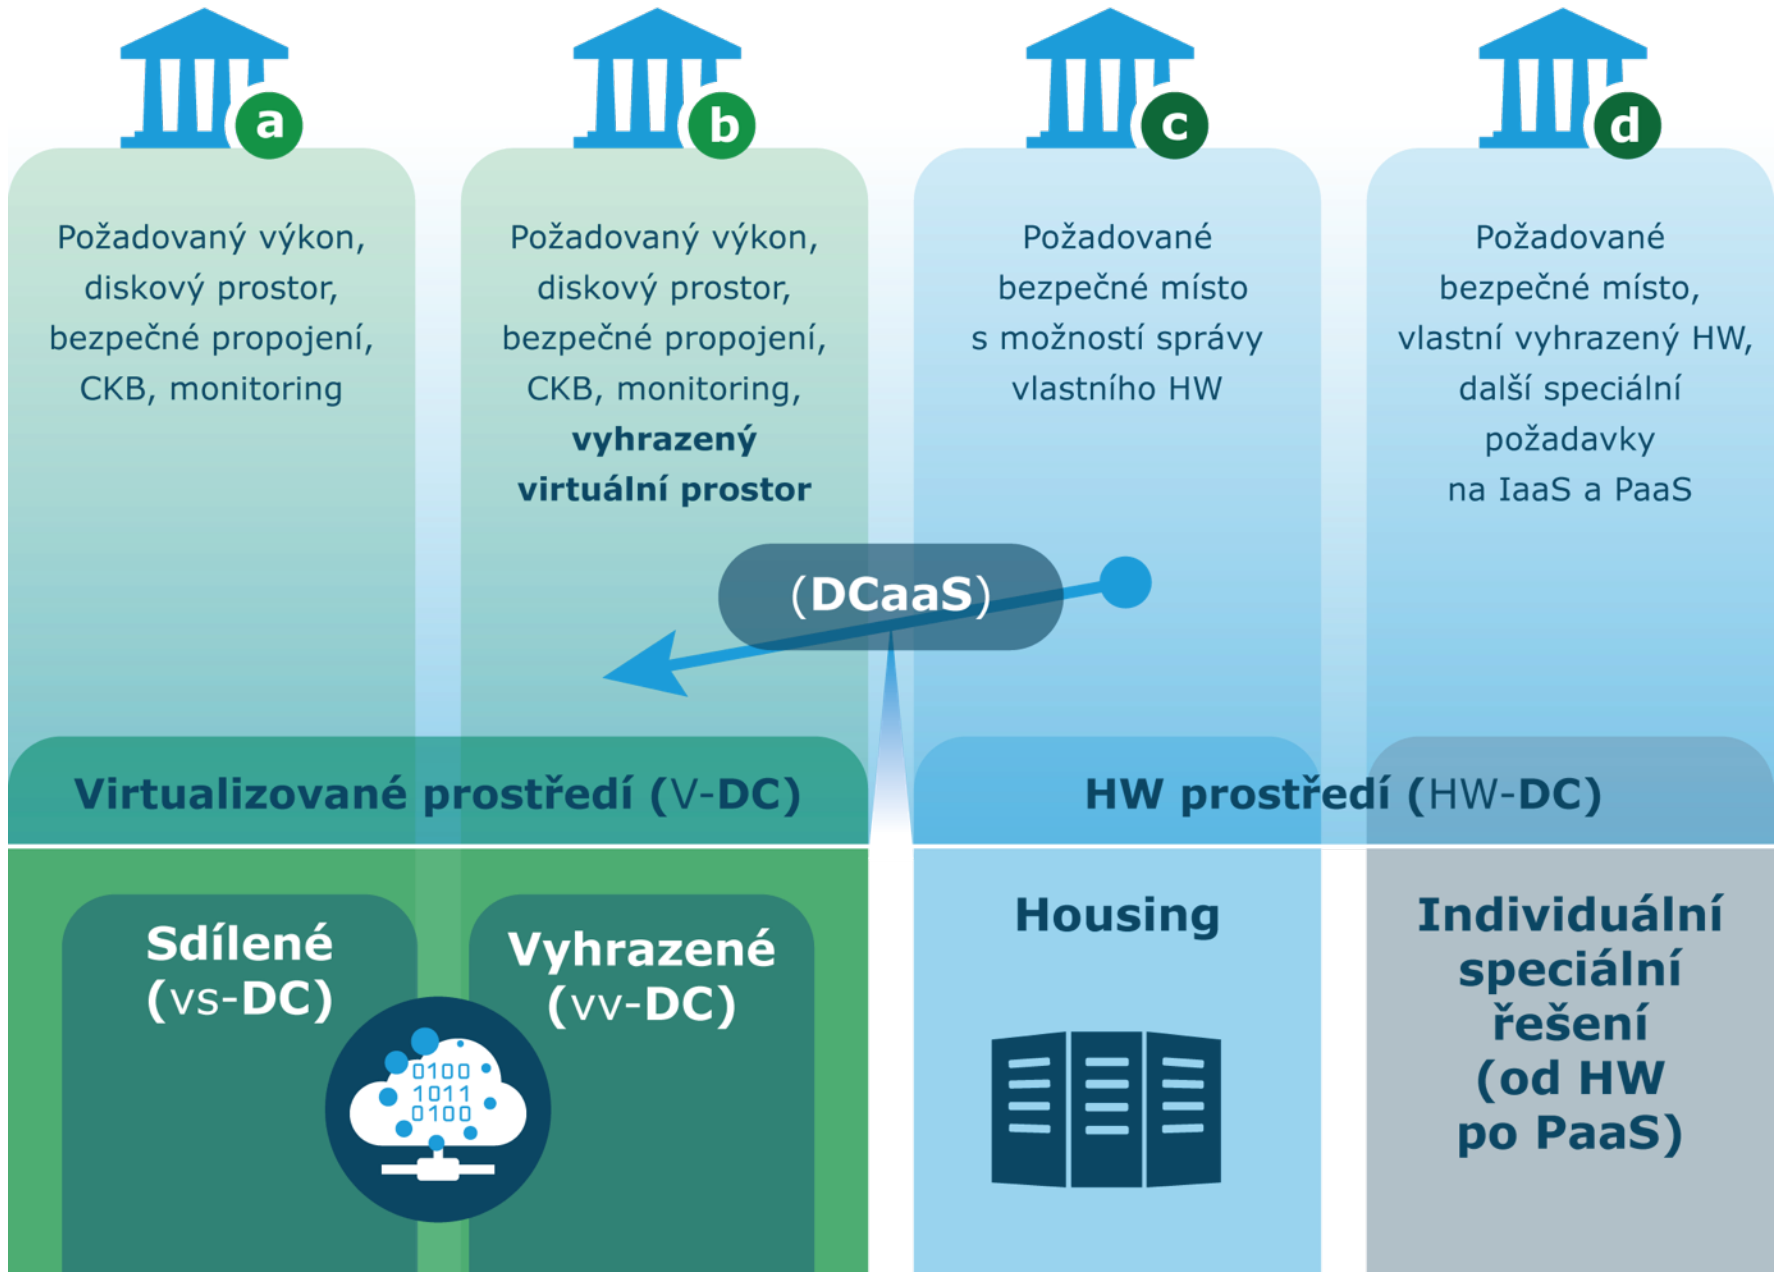 a
Požadovaný výkon,
diskový prostor,
bezpečné propojení,
CKB, monitoring
b
Požadovaný výkon,
diskový prostor,
bezpečné propojení,
CKB, monitoring,
vyhrazený
virtuální prostor
c
Požadované
bezpečné místo
s možností správy
vlastního HW
d
Požadované
bezpečné místo,
vlastní vyhrazený HW,
další speciální
požadavky
na IaaS a PaaS
(DCaaS)
Virtualizované prostředí (V-DC)
HW prostředí (HW-DC)
Sdílené
(vs-DC)
Vyhrazené
(vv-DC)
0100
1011
0100
Housing
Individuální
speciální
řešení
(od HW
po PaaS)